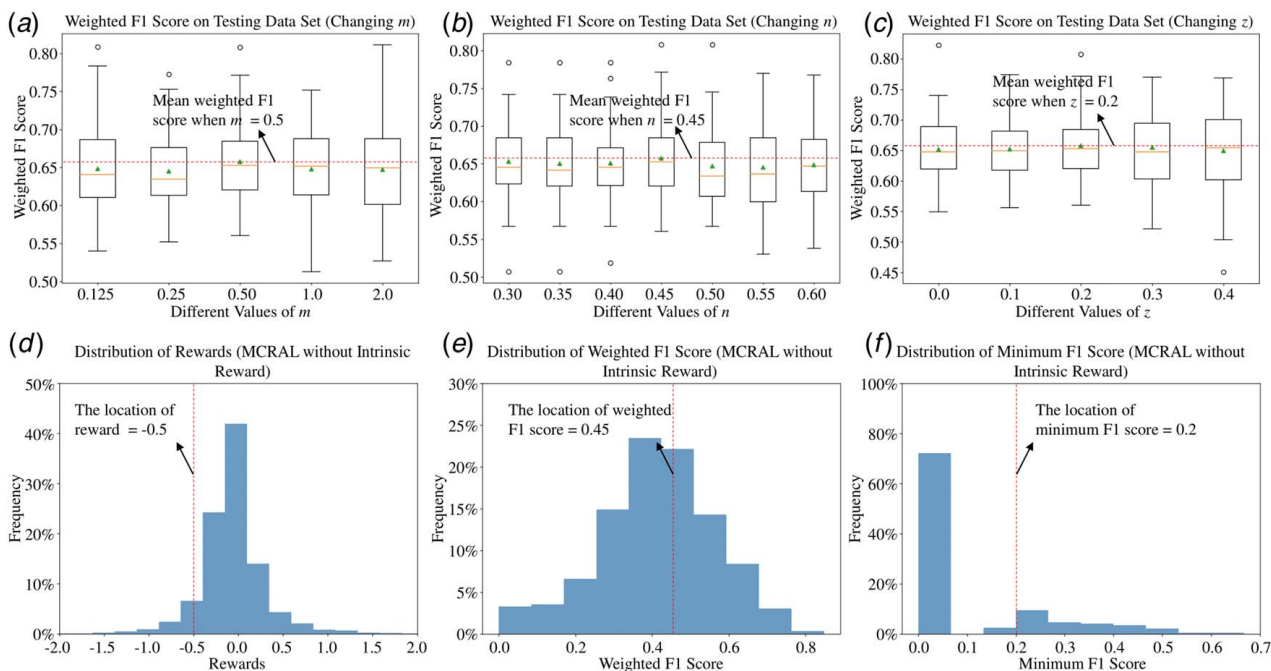 (a)
Weighted F1 Score on Testing Data Set (Changing m)
Weighted F1 Score
0.80
0.75
0.70
0.65
0.60
0.55
0.50
Mean weighted F1
score when m = 0.5
0.125 0.25 0.50 1.0 2.0
Different Values of m
(b)
Weighted F1 Score on Testing Data Set (Changing n)
Weighted F1 Score
0.80
0.75
0.70
0.65
0.60
0.55
0.50
Mean weighted F1
score when n = 0.45
0.30 0.35 0.40 0.45 0.50 0.55 0.60
Different Values of n
(c)
Weighted F1 Score on Testing Data Set (Changing z)
Weighted F1 Score
0.80
0.75
0.70
0.65
0.60
0.55
0.50
0.45
Mean weighted F1
score when z = 0.2
0.0 0.1 0.2 0.3 0.4
Different Values of z
(d)
Distribution of Rewards (MCRAL without Intrinsic
Reward)
Frequency
50%
40%
30%
20%
10%
0%
The location of
reward = -0.5
-2.0 -1.5 -1.0 -0.5 0.0 0.5 1.0 1.5 2.0
Rewards
(e)
Distribution of Weighted F1 Score (MCRAL without
Intrinsic Reward)
Frequency
30%
25%
20%
15%
10%
5%
0%
The location of weighted
F1 score = 0.45
0.0 0.2 0.4 0.6 0.8
Weighted F1 Score
(f)
Distribution of Minimum F1 Score (MCRAL without
Intrinsic Reward)
Frequency
100%
80%
60%
40%
20%
0%
The location of
minimum F1 score = 0.2
0.0 0.1 0.2 0.3 0.4 0.5 0.6 0.7
Minimum F1 Score